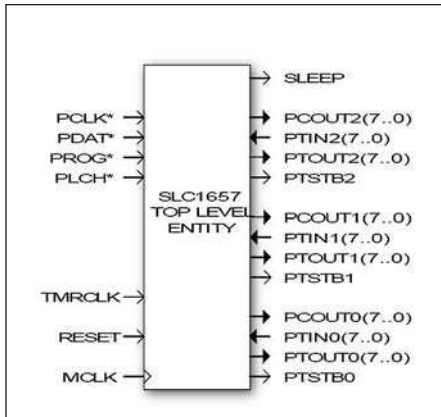 SLEEP
PCLK*
PDAT*
PROG*
PLCH*
PCOUT2(7..0)
PTIN2(7..0)
PTOUT2(7..0)
PTSTB2
SLC1657
TOP LEVEL
ENTITY
PCOUT1(7..0)
PTIN1(7..0)
PTOUT1(7..0)
PTSTB1
TMRCLK
RESET
MCLK
PCOUT0(7..0)
PTIN0(7..0)
PTOUT0(7..0)
PTSTB0